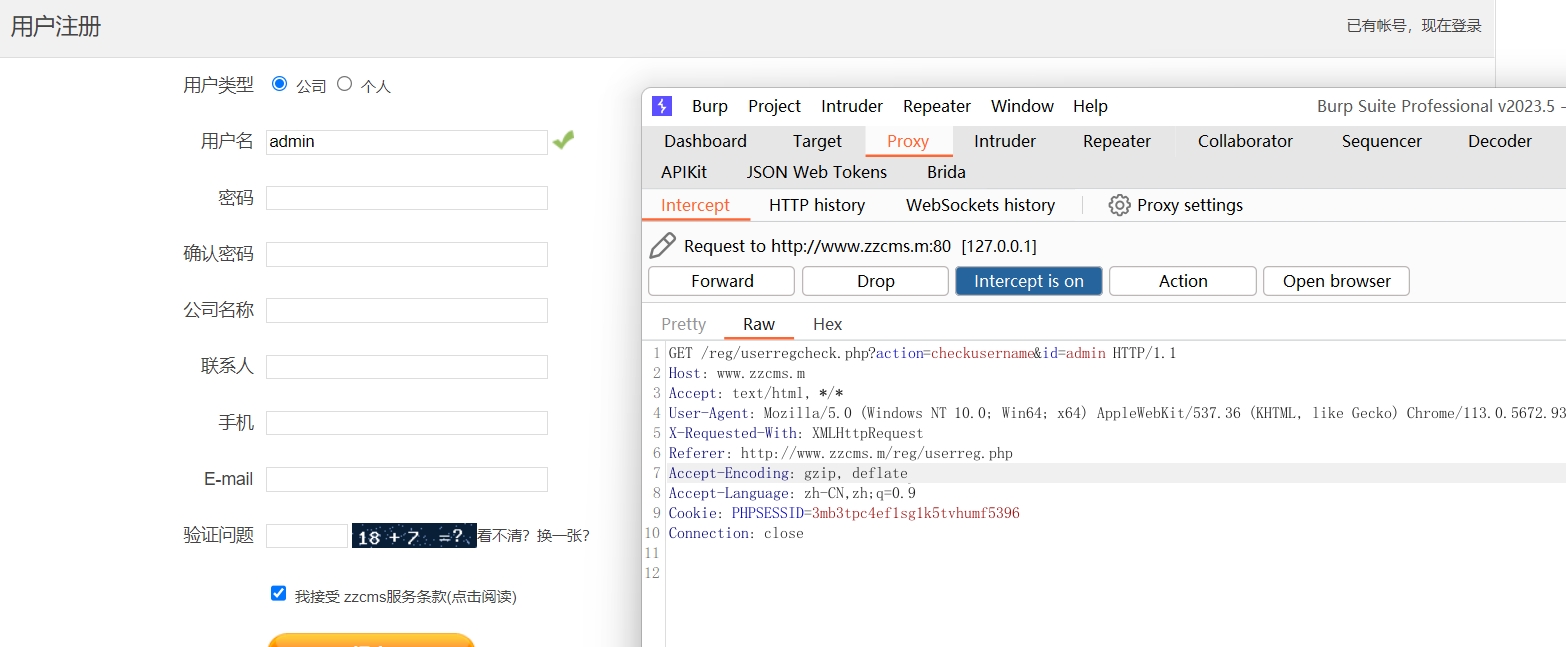 用户注册
已有帐号，现在登录
用户类型 公司 个人
用户名 admin
密码
确认密码
公司名称
联系人
手机
E-mail
验证问题 18 + 7 =? 看不清？换一张？
我接受 zzcms服务条款(点击阅读)
Burp Project Intruder Repeater Window Help Burp Suite Professional v2023.5 -
Dashboard Target Proxy Intruder Repeater Collaborator Sequencer Decoder
APIKit JSON Web Tokens Brida
Intercept HTTP history WebSockets history Proxy settings
Request to http://www.zzcms.m:80 [127.0.0.1]
Forward Drop Intercept is on Action Open browser
Pretty Raw Hex
1 GET /reg/userregcheck.php?action=checkusername&id=admin HTTP/1.1
2 Host: www.zzcms.m
3 Accept: text/html, */*
4 User-Agent: Mozilla/5.0 (Windows NT 10.0; Win64; x64) AppleWebKit/537.36 (KHTML, like Gecko) Chrome/113.0.5672.93
5 X-Requested-With: XMLHttpRequest
6 Referer: http://www.zzcms.m/reg/userreg.php
7 Accept-Encoding: gzip, deflate
8 Accept-Language: zh-CN,zh;q=0.9
9 Cookie: PHPSESSID=3mb3tpc4ef1sg1k5tvhumf5396
10 Connection: close
11
12